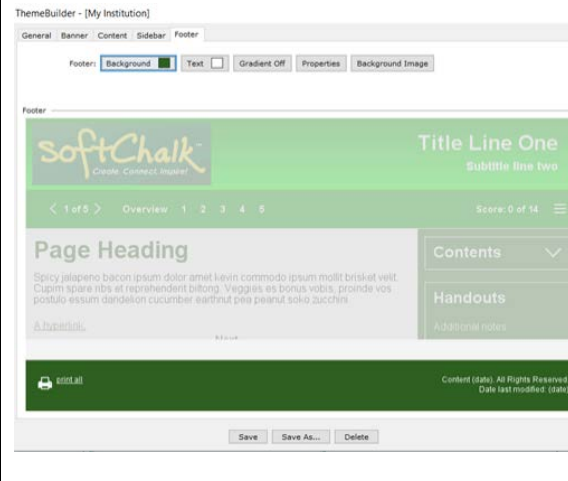 ThemeBuilder - [My Institution]
General Banner Content Sidebar Footer
Footer: Background Text Gradient Off Properties Background Image
Footer
SoftChalk™
Create. Connect. Inspire!
Title Line One
Subtitle line two
< 1 of 5 > Overview 1 2 3 4 5 Score: 0 of 14
Page Heading
Spicy jalapeno bacon ipsum dolor amet kevin commodo ipsum mollit brisket velit.
Cupim spare ribs et reprehenderit biltong. Veggies es bonus vobis, proinde vos
postulo essum dandelion cucumber earthnut pea peanut soko zucchini.
A hyperlink.
Next
Contents
Handouts
Additional notes
print all
Content {date}. All Rights Reserved.
Date last modified: {date}
Save Save As... Delete